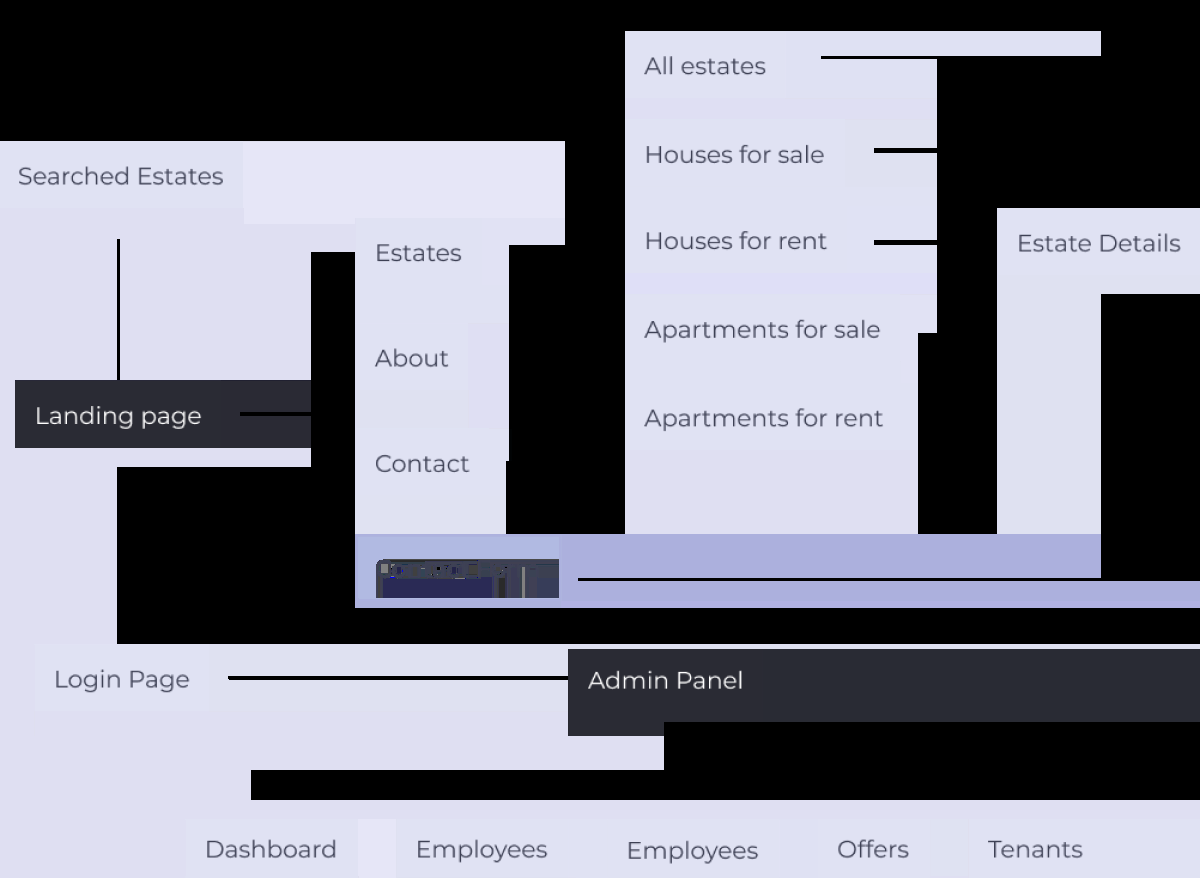 All estates
Searched Estates
Houses for sale
Estates
Houses for rent
Estate Details
Apartments for sale
About
Landing page
Apartments for rent
Contact
Login Page
Admin Panel
Dashboard
Employees
Employees
Offers
Tenants